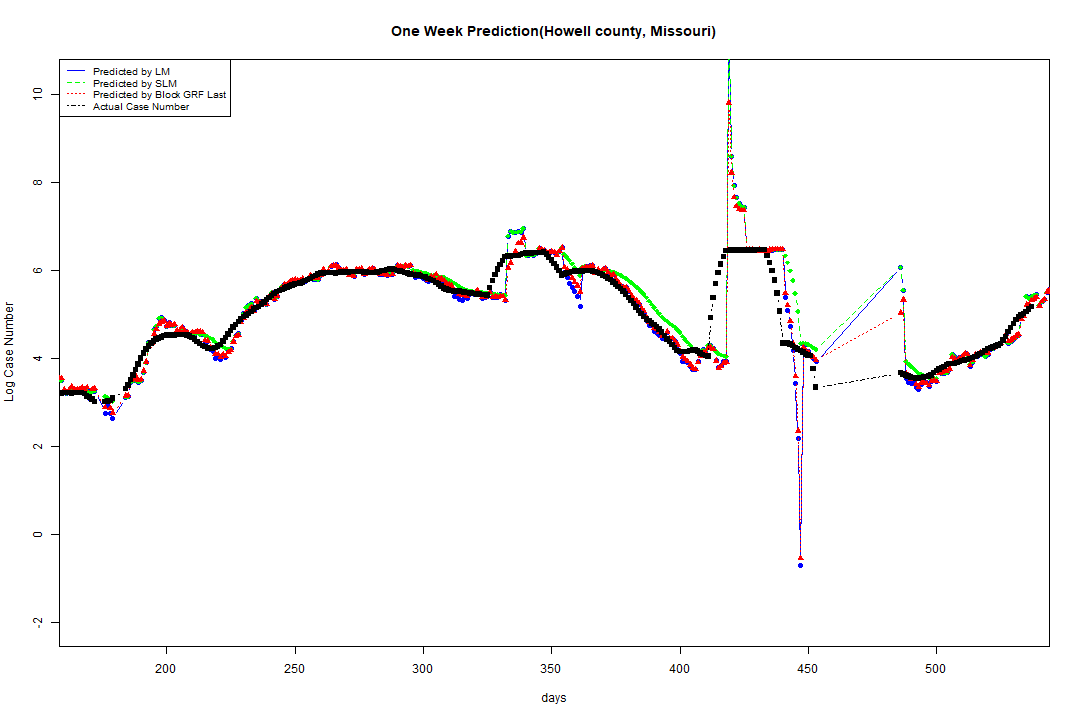 One Week Prediction(Howell county, Missouri)
Predicted by LM
Predicted by SLM
Predicted by Block GRF Last
Actual Case Number
10
8
6
4
2
0
-2
Log Case Number
200
250
300
350
400
450
500
days